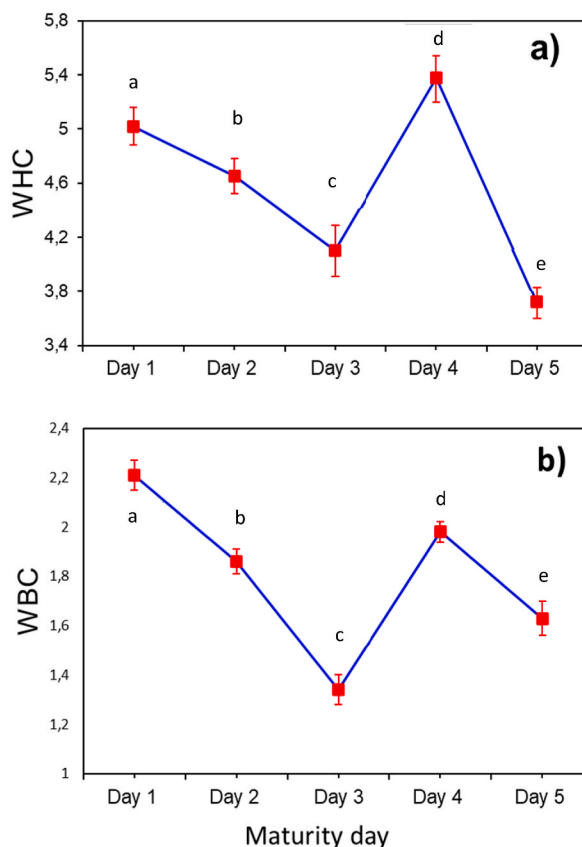 5,8
a)
d
5,4
a
b
5
WHC
4,6
c
4,2
e
3,8
3,4
Day 1 Day 2 Day 3 Day 4 Day 5
2,4
b)
2,2
a
b
d
2
WBC
1,8
e
1,6
c
1,4
1,2
1
Day 1 Day 2 Day 3 Day 4 Day 5
Maturity day